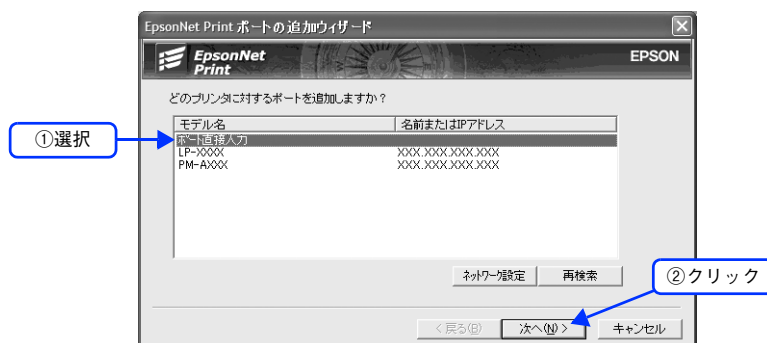 EpsonNet Print ポートの追加ウィザード
EpsonNet
Print
EPSON
どのプリンタに対するポートを追加しますか？
モデル名 名前またはIPアドレス
①選択
ポート直接入力
LP-XXXX XXX.XXX.XXX.XXX
PM-AXXX XXX.XXX.XXX.XXX
ネットワーク設定 再検索
②クリック
< 戻る(B) 次へ(N) > キャンセル